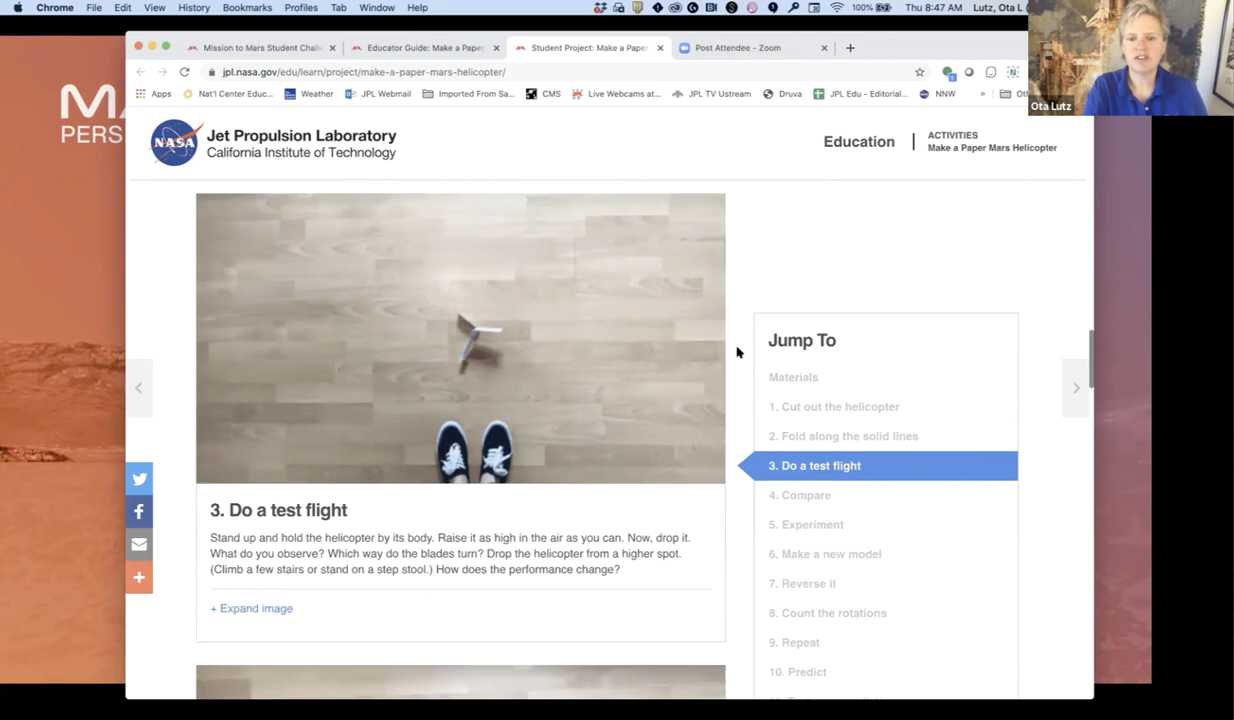 Chrome File Edit View History Bookmarks Profiles Tab Window Help 100% Thu 8:47 AM Lutz, Ota L
Mission to Mars Student Chall Educator Guide: Make a Pape Student Project: Make a Paper Post Attendee - Zoom
jpl.nasa.gov/edu/learn/project/make-a-paper-mars-helicopter/
Apps Nat'l Center Educ... Weather JPL Webmail Imported From Sa... CMS Live Webcams at... JPL TV Ustream Druva JPL Edu - Editorial... NNW » Ot
Ota Lutz
MA
PERS
NASA
Jet Propulsion Laboratory
California Institute of Technology
Education
ACTIVITIES
Make a Paper Mars Helicopter
3. Do a test flight
Stand up and hold the helicopter by its body. Raise it as high in the air as you can. Now, drop it.
What do you observe? Which way do the blades turn? Drop the helicopter from a higher spot.
(Climb a few stairs or stand on a step stool.) How does the performance change?
+ Expand image
Jump To
Materials
1. Cut out the helicopter
2. Fold along the solid lines
3. Do a test flight
4. Compare
5. Experiment
6. Make a new model
7. Reverse it
8. Count the rotations
9. Repeat
10. Predict